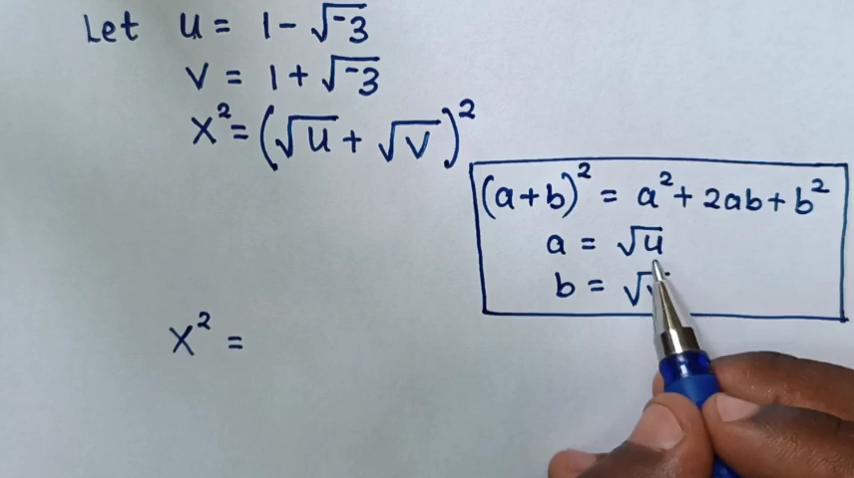 Let u = 1 - √-3
v = 1 + √-3
x² = (√u + √v)²
(a+b)² = a² + 2ab + b²
a = √u
b = √v
x² =